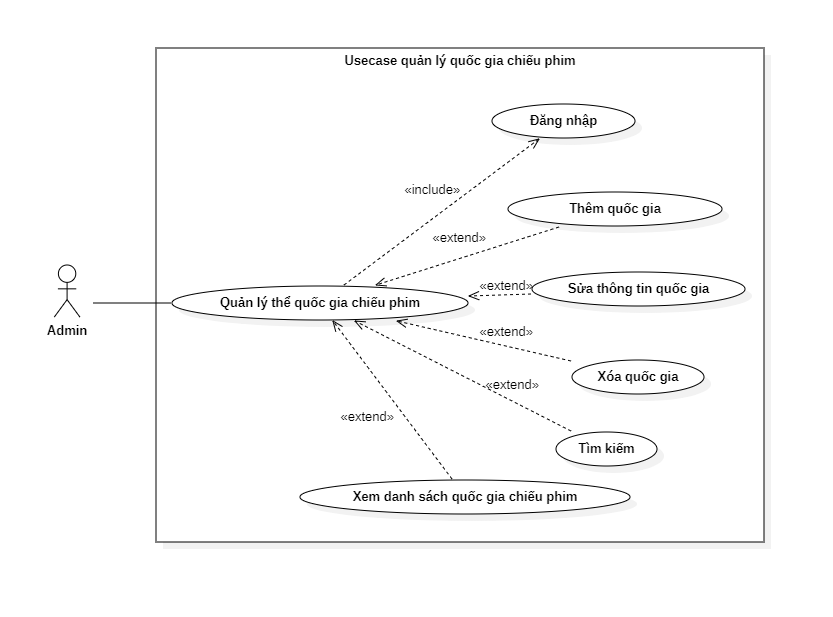 Usecase quản lý quốc gia chiếu phim
Đăng nhập
«include»
Thêm quốc gia
«extend»
Sửa thông tin quốc gia
«extend»
Quản lý thể quốc gia chiếu phim
Admin
«extend»
Xóa quốc gia
«extend»
«extend»
Tìm kiếm
Xem danh sách quốc gia chiếu phim